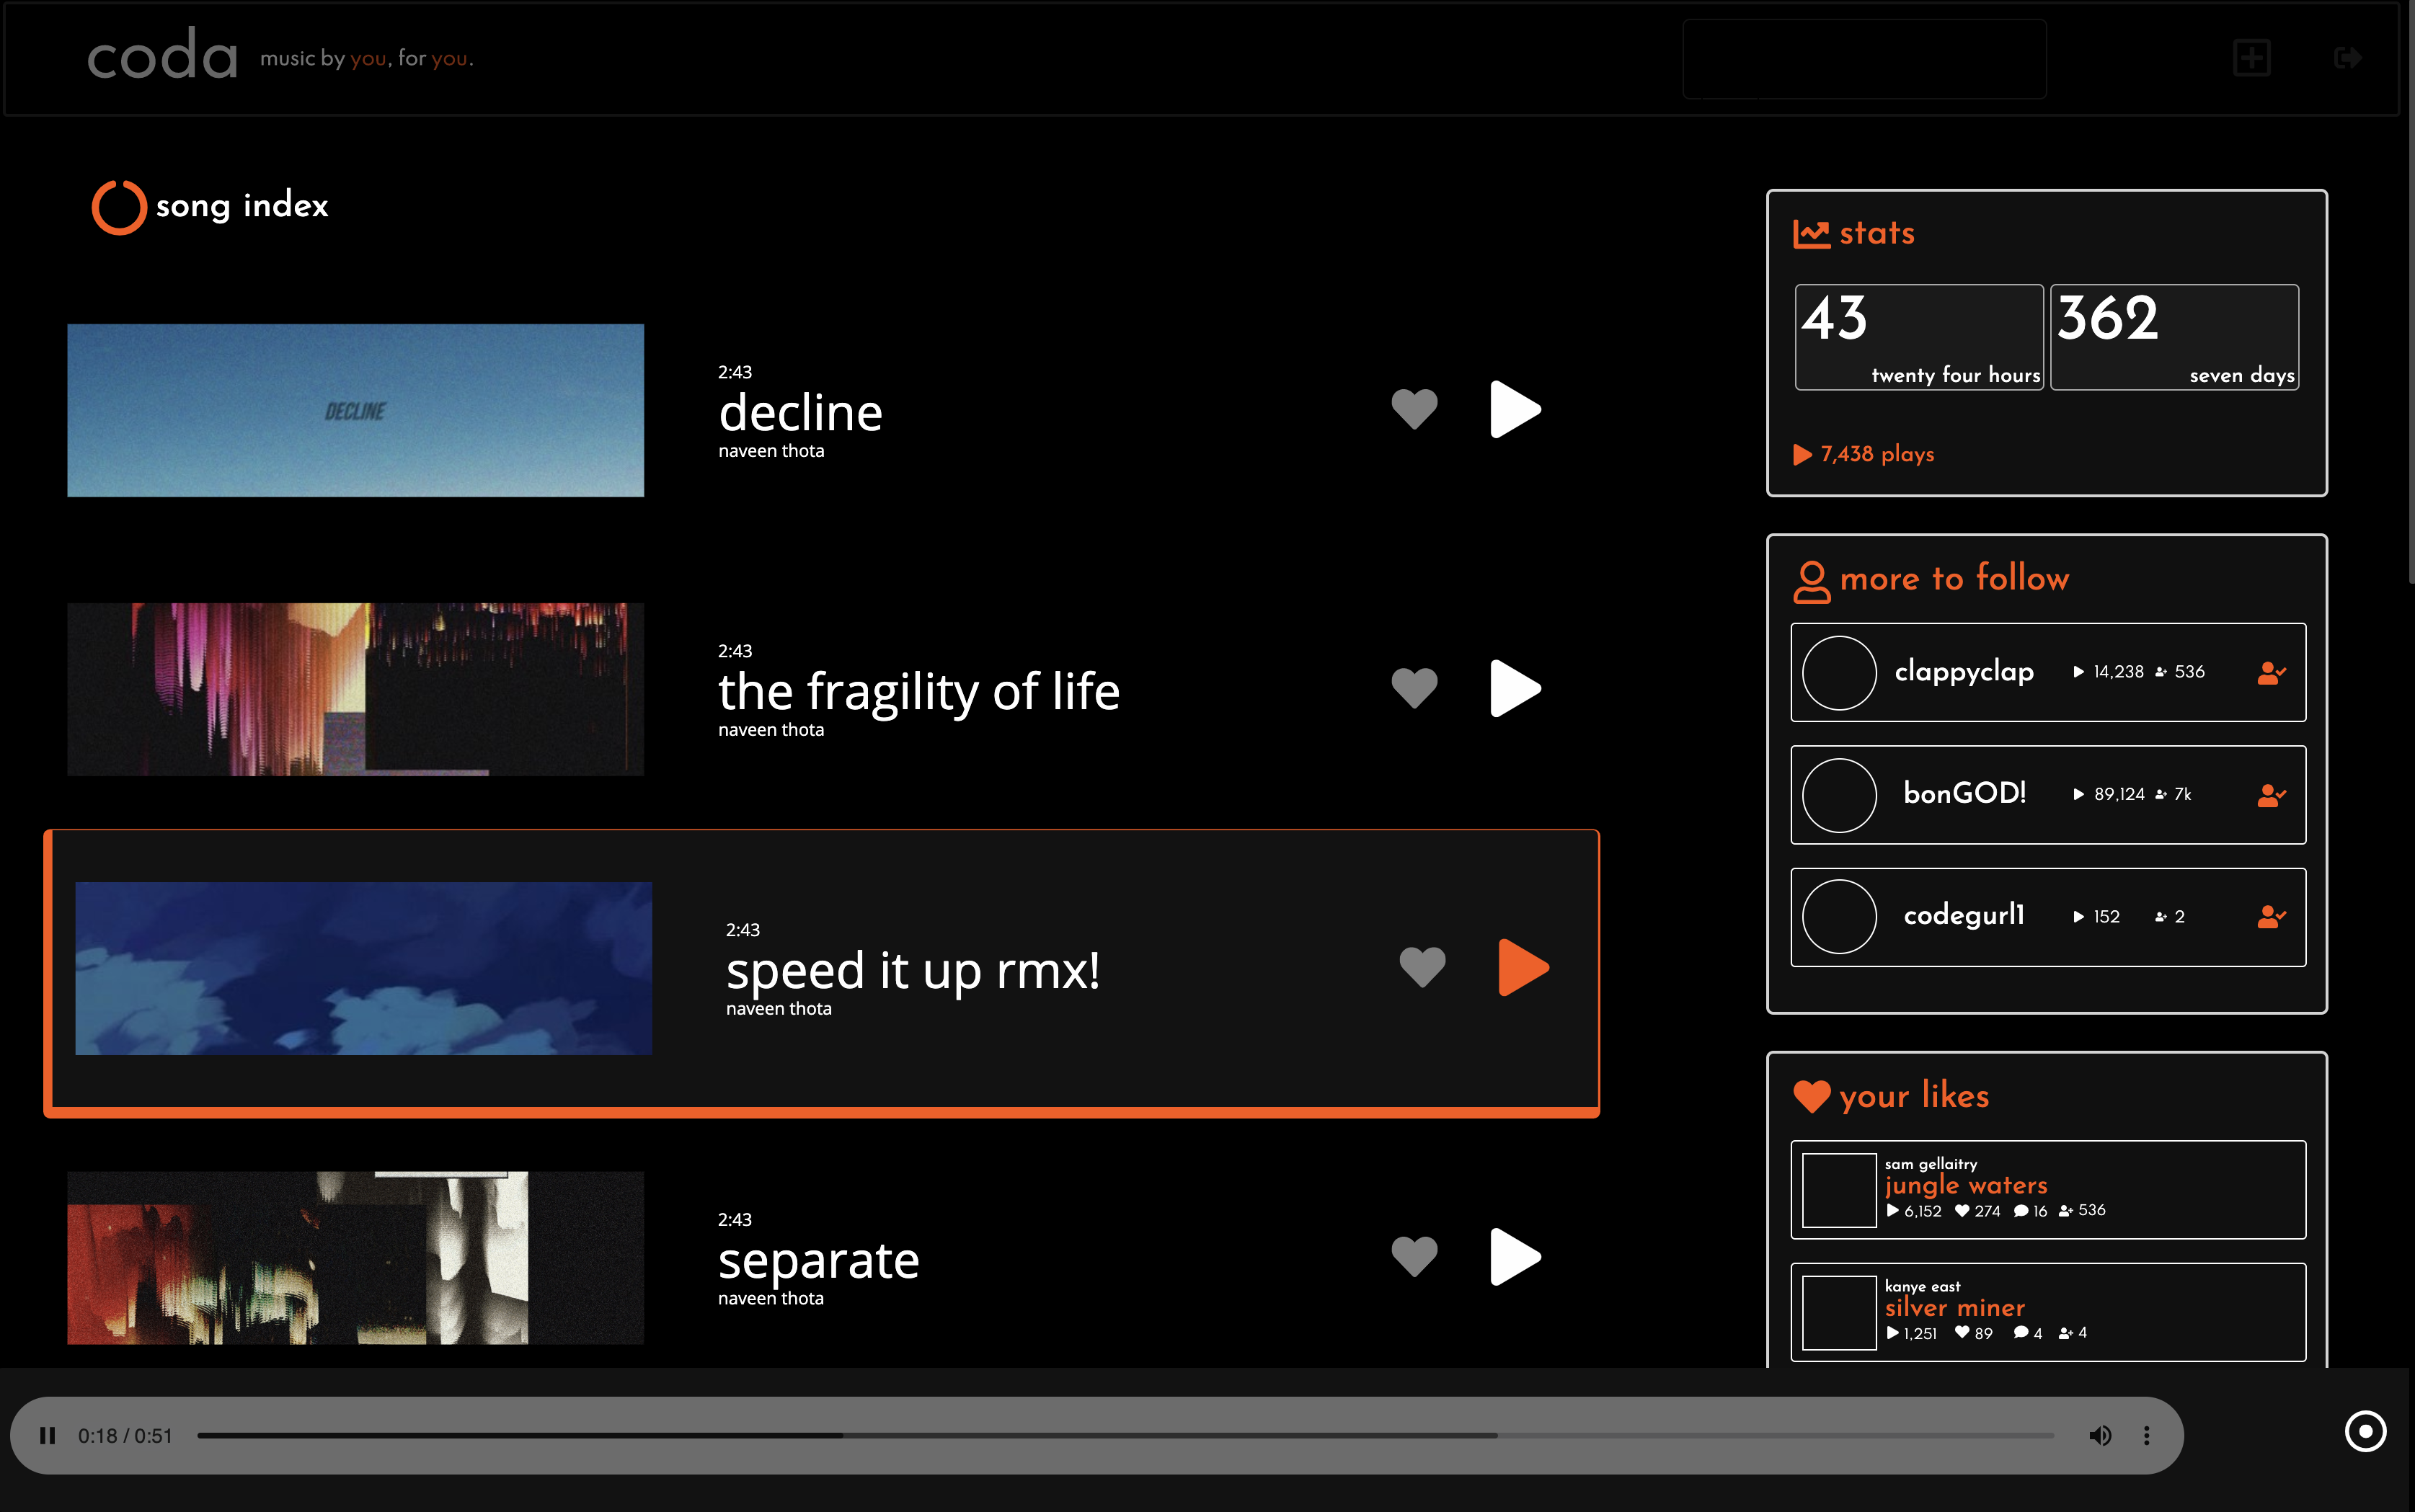 coda music by you, for you.
song index
DECLINE
2:43
decline
naveen thota
2:43
the fragility of life
naveen thota
2:43
speed it up rmx!
naveen thota
2:43
separate
naveen thota
stats
43
twenty four hours
362
seven days
7,438 plays
more to follow
clappyclap 14,238 536
bonGOD! 89,124 7k
codegurl1 152 2
your likes
sam gellaitry
jungle waters
6,152 274 16 536
kanye east
silver miner
1,251 89 4 4
0:18 / 0:51